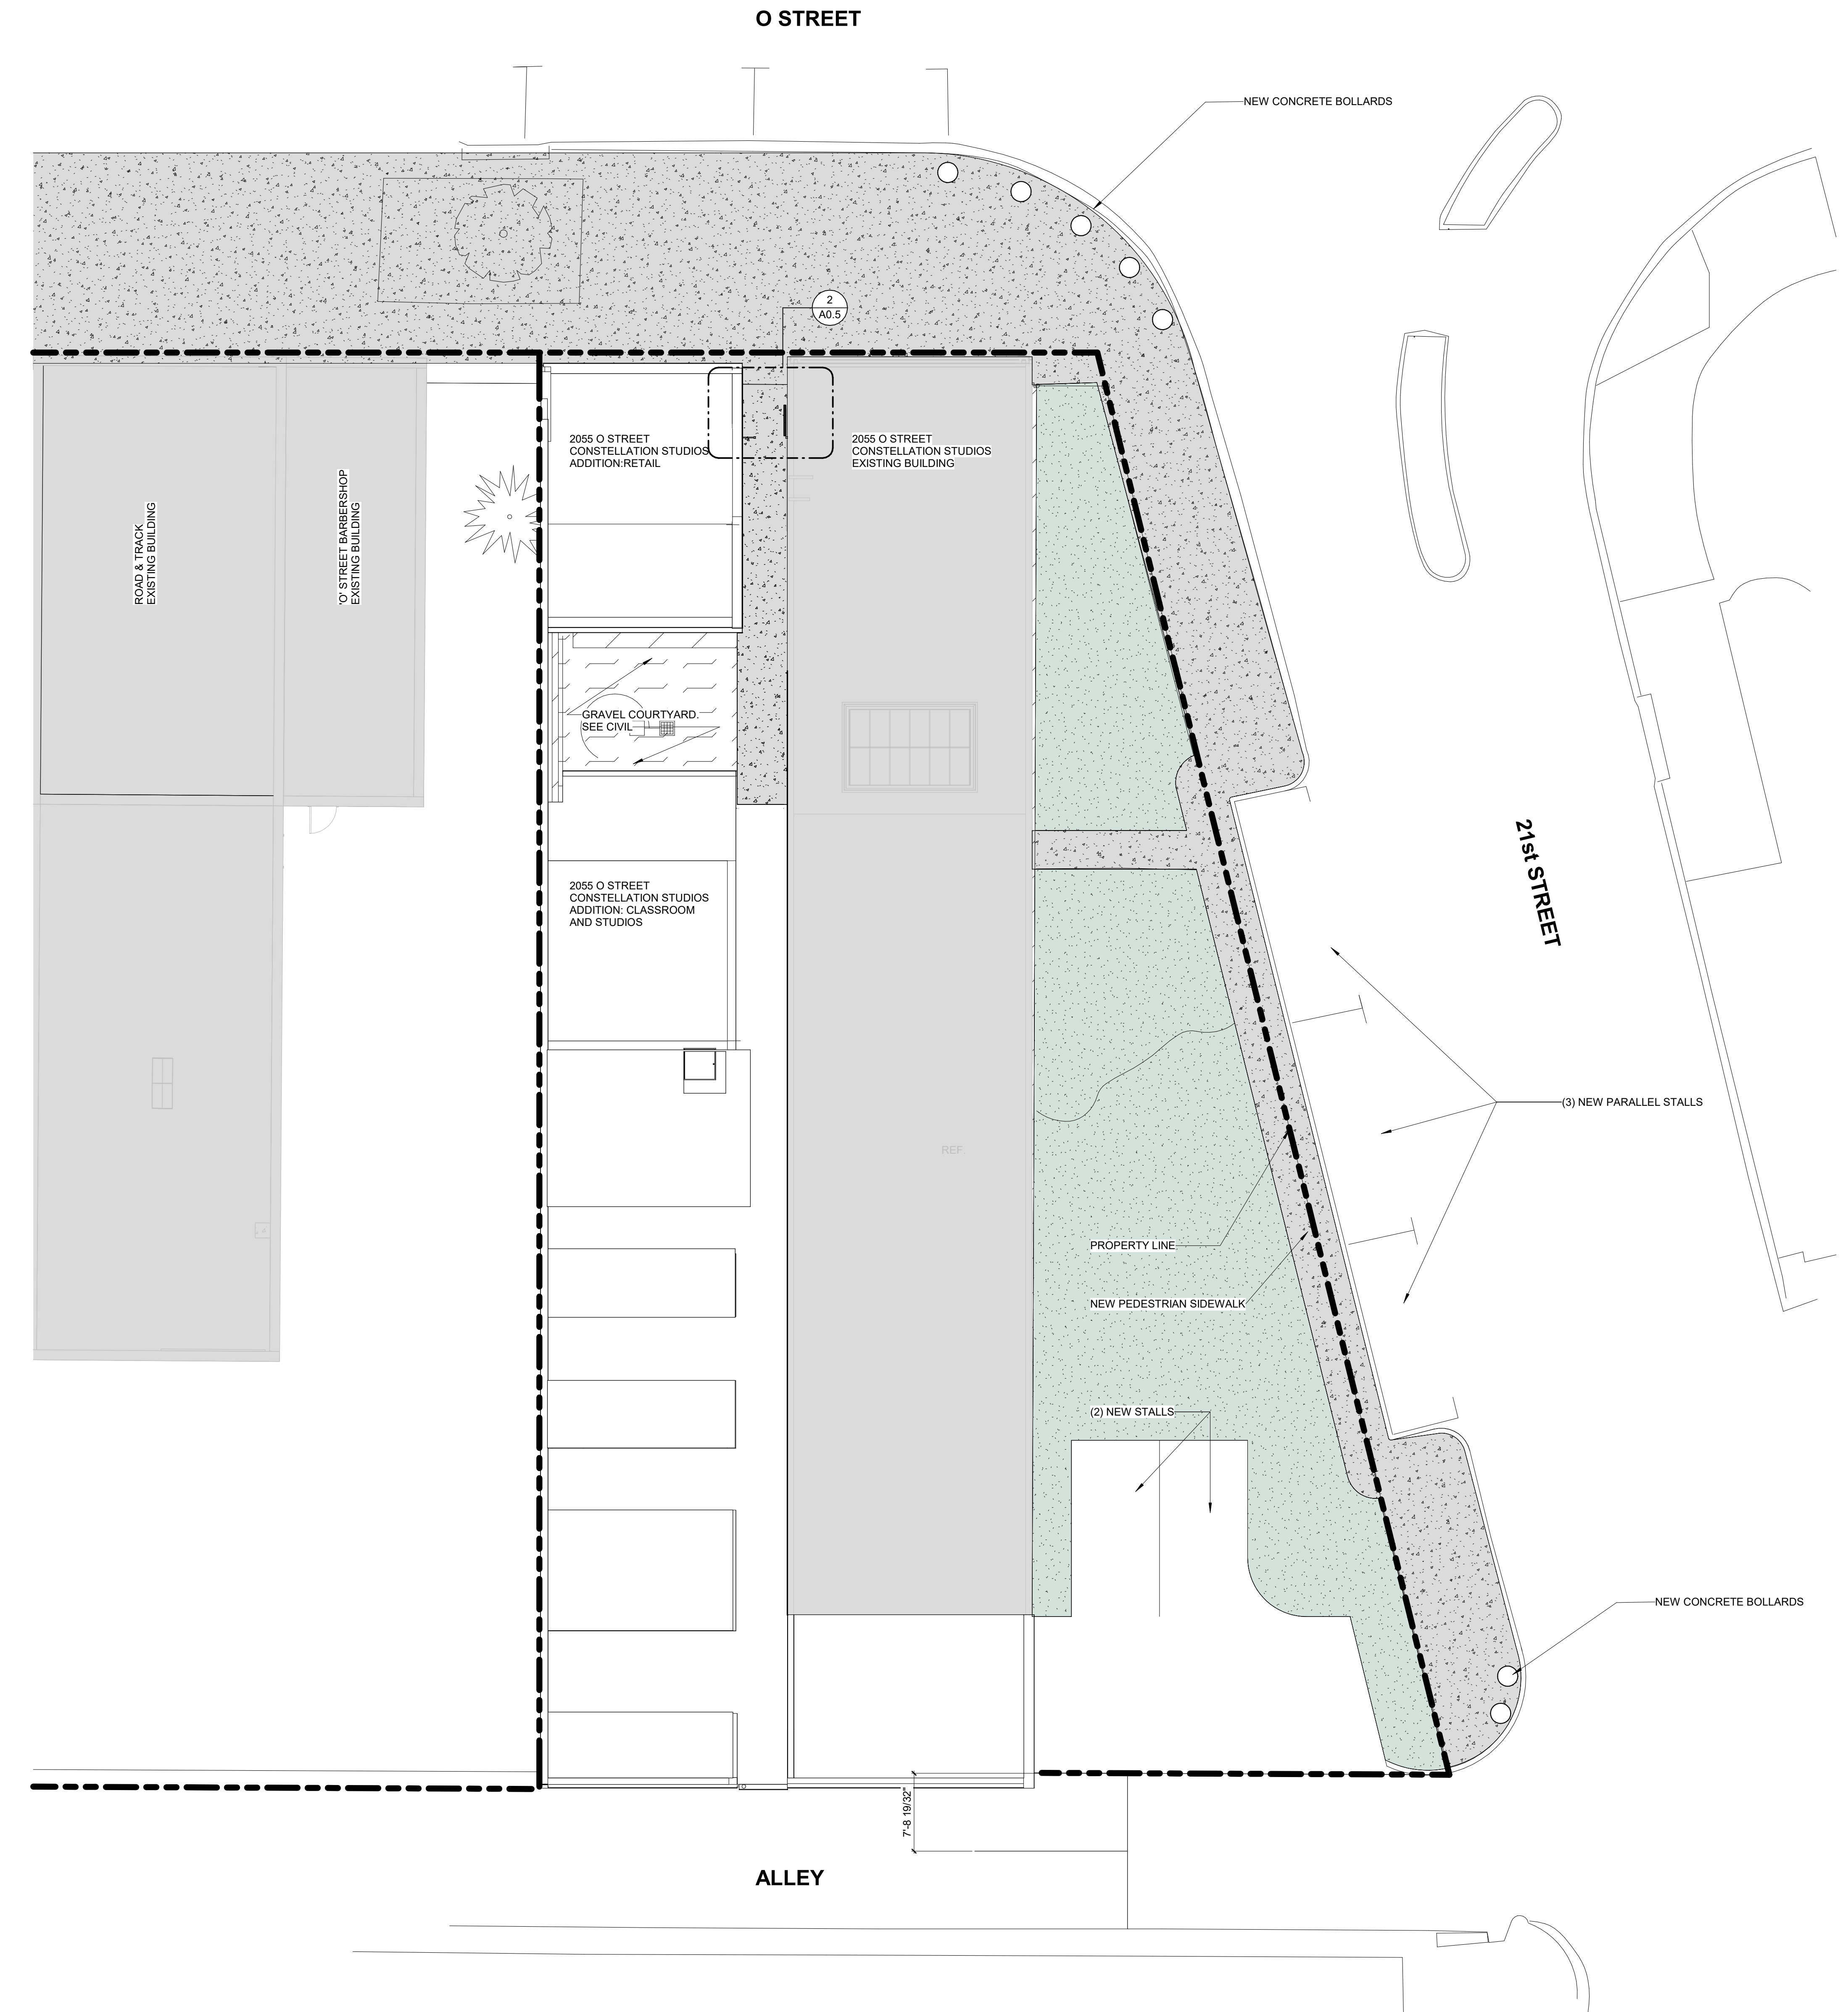 O STREET
NEW CONCRETE BOLLARDS
2
A0.5
2055 O STREET
CONSTELLATION STUDIOS
ADDITION:RETAIL
2055 O STREET
CONSTELLATION STUDIOS
EXISTING BUILDING
ROAD & TRACK
EXISTING BUILDING
'O' STREET BARBERSHOP
EXISTING BUILDING
GRAVEL COURTYARD.
SEE CIVIL
21st STREET
2055 O STREET
CONSTELLATION STUDIOS
ADDITION: CLASSROOM
AND STUDIOS
(3) NEW PARALLEL STALLS
REF.
PROPERTY LINE
NEW PEDESTRIAN SIDEWALK
(2) NEW STALLS
NEW CONCRETE BOLLARDS
7'-8 19/32"
ALLEY